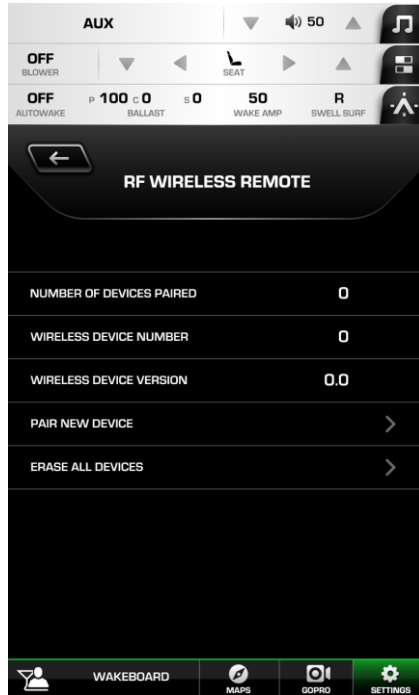 AUX 50
OFF
BLOWER SEAT
OFF P 100 C 0 S 0 50 R
AUTOWAKE BALLAST WAKE AMP SWELL SURF
RF WIRELESS REMOTE
NUMBER OF DEVICES PAIRED 0
WIRELESS DEVICE NUMBER 0
WIRELESS DEVICE VERSION 0.0
PAIR NEW DEVICE
ERASE ALL DEVICES
WAKEBOARD MAPS GOPRO SETTINGS